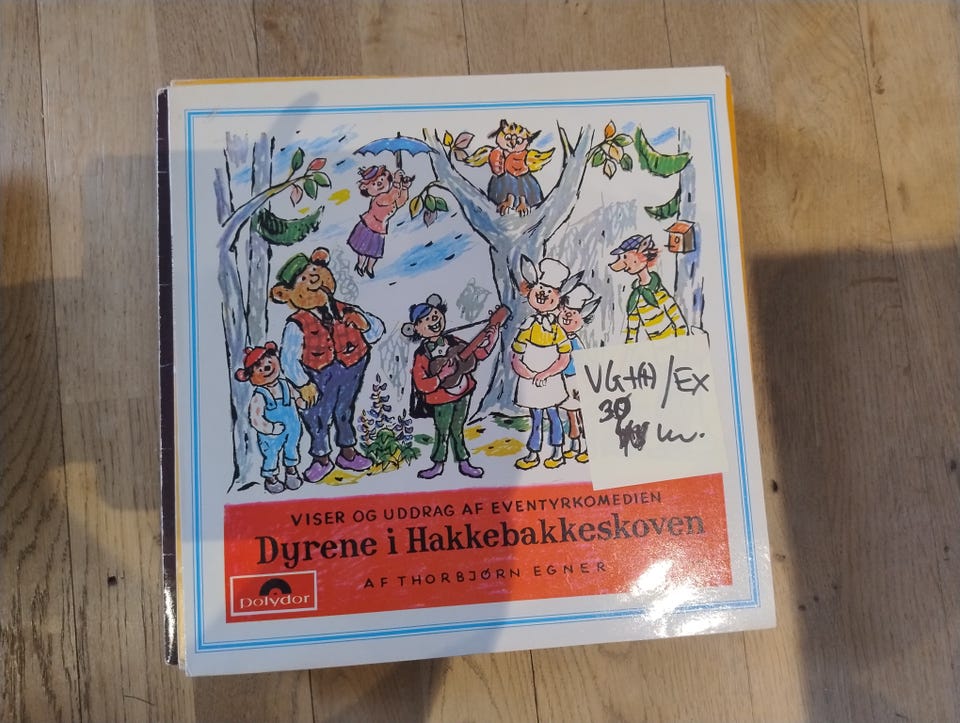 VG+(+) / EX
30
kr.
VISER OG UDDRAG AF EVENTYRKOMEDIEN
Dyrene i Hakkebakkeskoven
AF THORBJØRN EGNER
Polydor